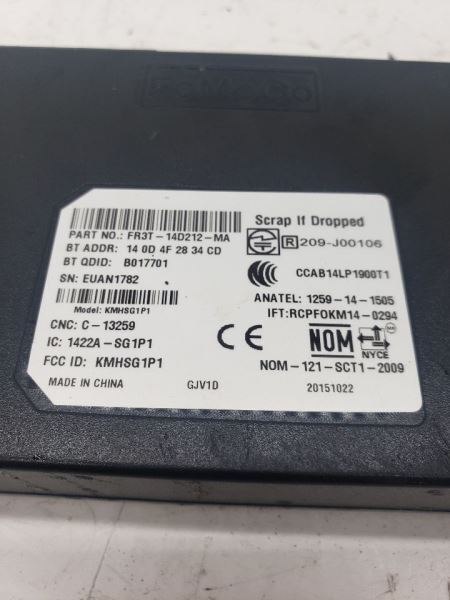 FoMoCo
PART NO.: FR3T-14D212-MA
BT ADDR: 14 0D 4F 28 34 CD
BT QDID: B017701
SN: EUAN1782
Model: KMHSG1P1
CNC: C-13259
IC: 1422A-SG1P1
FCC ID: KMHSG1P1
MADE IN CHINA
GJV1D
Scrap If Dropped
R 209-J00106
CCC
CCAB14LP1900T1
ANATEL: 1259-14-1505
IFT:RCPFOKM14-0294
CE
NOM
NYCE
NOM-121-SCT1-2009
20151022